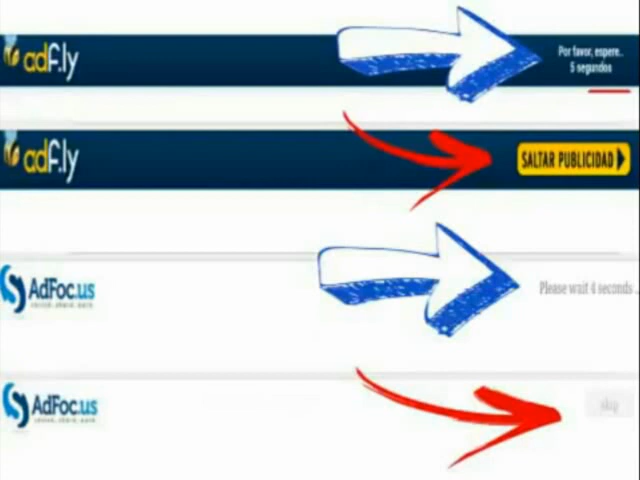 adf.ly
Por favor, espere..
5 segundos
adf.ly
SALTAR PUBLICIDAD
AdFoc.us
Please wait 4 seconds ..
AdFoc.us
skip